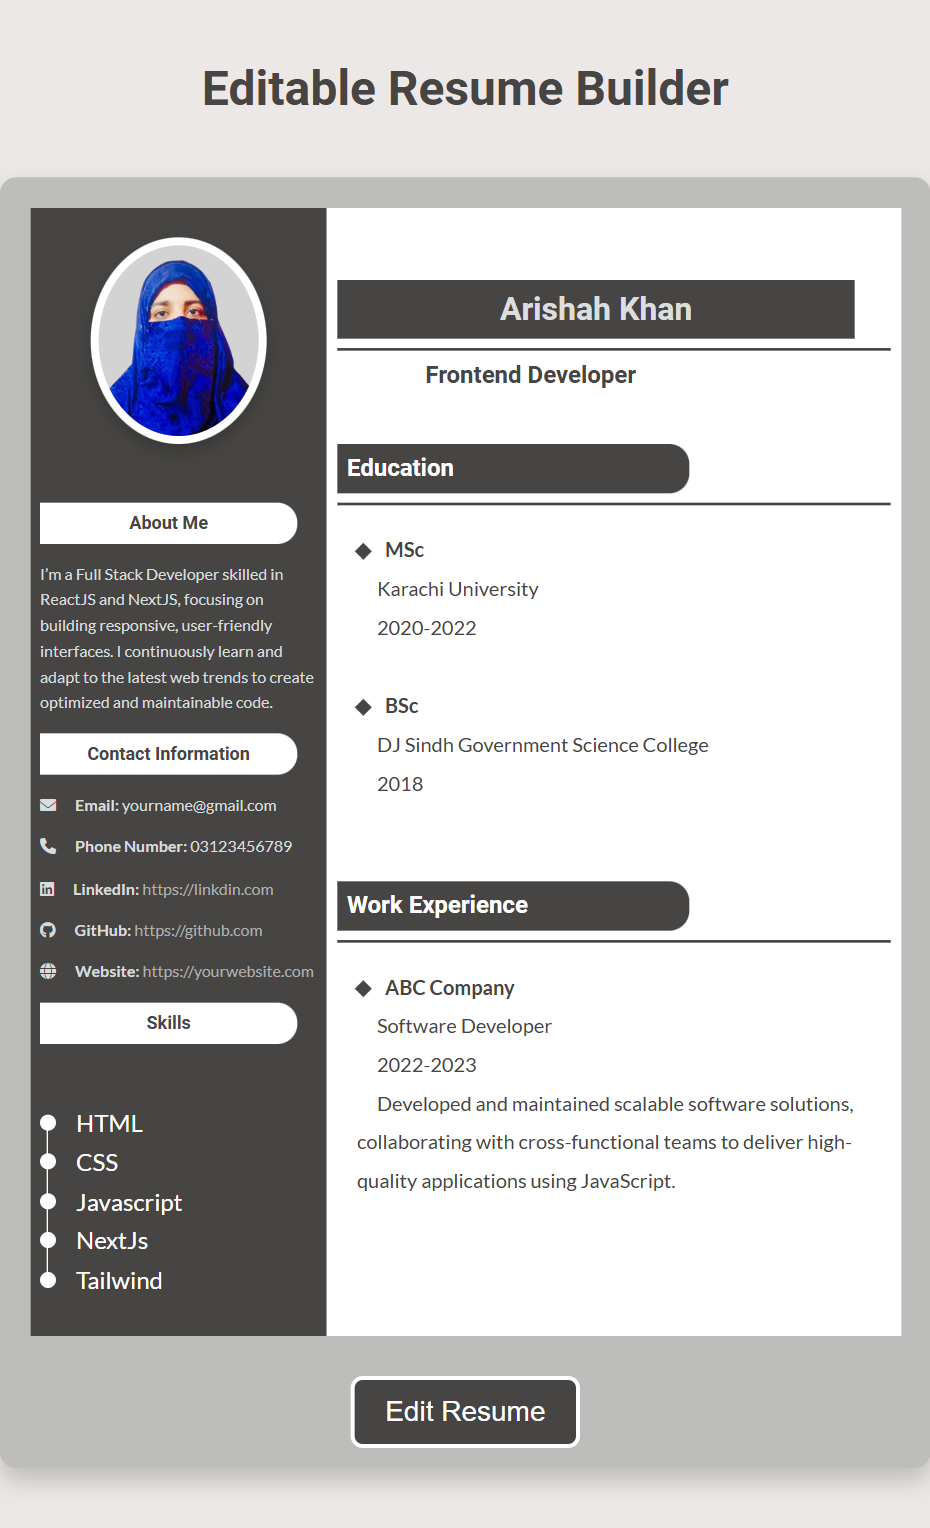 Editable Resume Builder
About Me
I’m a Full Stack Developer skilled in
ReactJS and NextJS, focusing on
building responsive, user-friendly
interfaces. I continuously learn and
adapt to the latest web trends to create
optimized and maintainable code.
Contact Information
Email: yourname@gmail.com
Phone Number: 03123456789
LinkedIn: https://linkdin.com
GitHub: https://github.com
Website: https://yourwebsite.com
Skills
HTML
CSS
Javascript
NextJs
Tailwind
Arishah Khan
Frontend Developer
Education
MSc
Karachi University
2020-2022
BSc
DJ Sindh Government Science College
2018
Work Experience
ABC Company
Software Developer
2022-2023
Developed and maintained scalable software solutions,
collaborating with cross-functional teams to deliver high-
quality applications using JavaScript.
Edit Resume